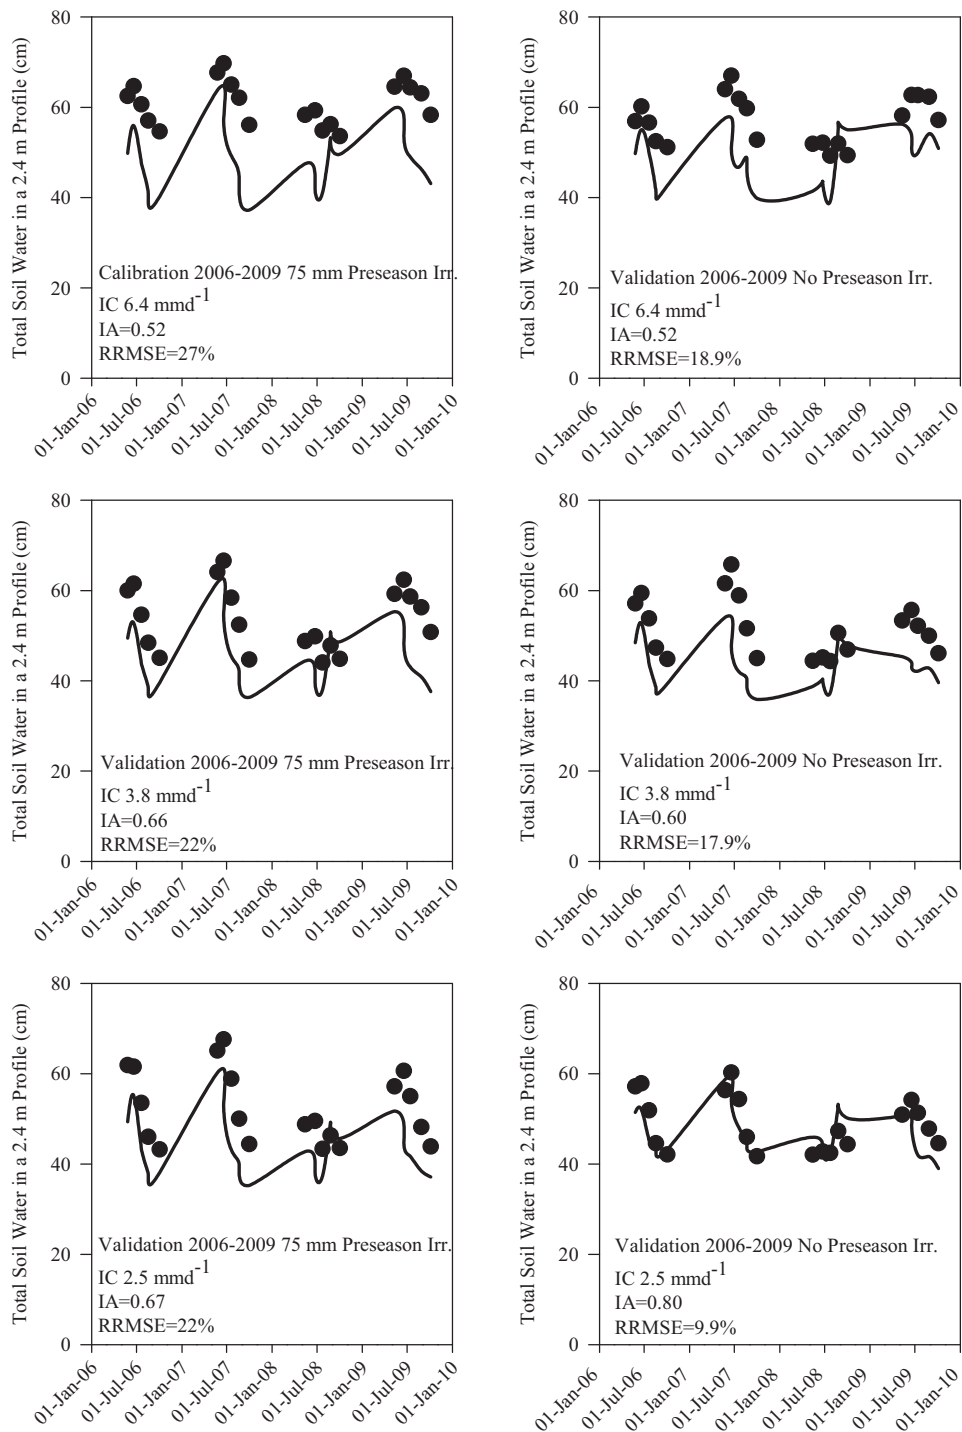 Total Soil Water in a 2.4 m Profile (cm)
80
60
40
20
0
Calibration 2006-2009 75 mm Preseason Irr.
IC 6.4 mmd-1
IA=0.52
RRMSE=27%
01-Jan-06
01-Jul-06
01-Jan-07
01-Jul-07
01-Jan-08
01-Jul-08
01-Jan-09
01-Jul-09
01-Jan-10
Total Soil Water in a 2.4 m Profile (cm)
80
60
40
20
0
Validation 2006-2009 No Preseason Irr.
IC 6.4 mmd-1
IA=0.52
RRMSE=18.9%
01-Jan-06
01-Jul-06
01-Jan-07
01-Jul-07
01-Jan-08
01-Jul-08
01-Jan-09
01-Jul-09
01-Jan-10
Total Soil Water in a 2.4 m Profile (cm)
80
60
40
20
0
Validation 2006-2009 75 mm Preseason Irr.
IC 3.8 mmd-1
IA=0.66
RRMSE=22%
01-Jan-06
01-Jul-06
01-Jan-07
01-Jul-07
01-Jan-08
01-Jul-08
01-Jan-09
01-Jul-09
01-Jan-10
Total Soil Water in a 2.4 m Profile (cm)
80
60
40
20
0
Validation 2006-2009 No Preseason Irr.
IC 3.8 mmd-1
IA=0.60
RRMSE=17.9%
01-Jan-06
01-Jul-06
01-Jan-07
01-Jul-07
01-Jan-08
01-Jul-08
01-Jan-09
01-Jul-09
01-Jan-10
Total Soil Water in a 2.4 m Profile (cm)
80
60
40
20
0
Validation 2006-2009 75 mm Preseason Irr.
IC 2.5 mmd-1
IA=0.67
RRMSE=22%
01-Jan-06
01-Jul-06
01-Jan-07
01-Jul-07
01-Jan-08
01-Jul-08
01-Jan-09
01-Jul-09
01-Jan-10
Total Soil Water in a 2.4 m Profile (cm)
80
60
40
20
0
Validation 2006-2009 No Preseason Irr.
IC 2.5 mmd-1
IA=0.80
RRMSE=9.9%
01-Jan-06
01-Jul-06
01-Jan-07
01-Jul-07
01-Jan-08
01-Jul-08
01-Jan-09
01-Jul-09
01-Jan-10